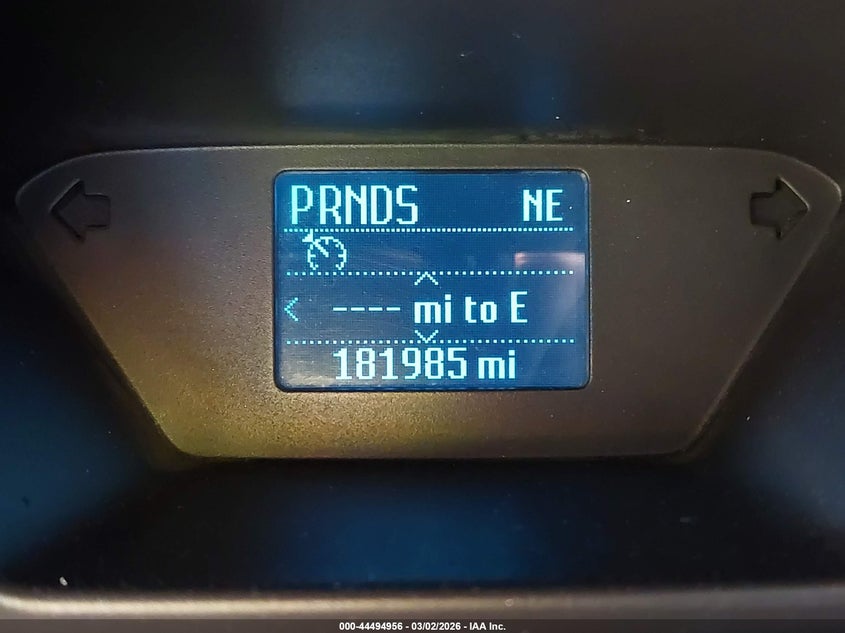 PRNDS NE
---- mi to E
181985 mi
000-44494956 - 03/02/2026 - IAA Inc.